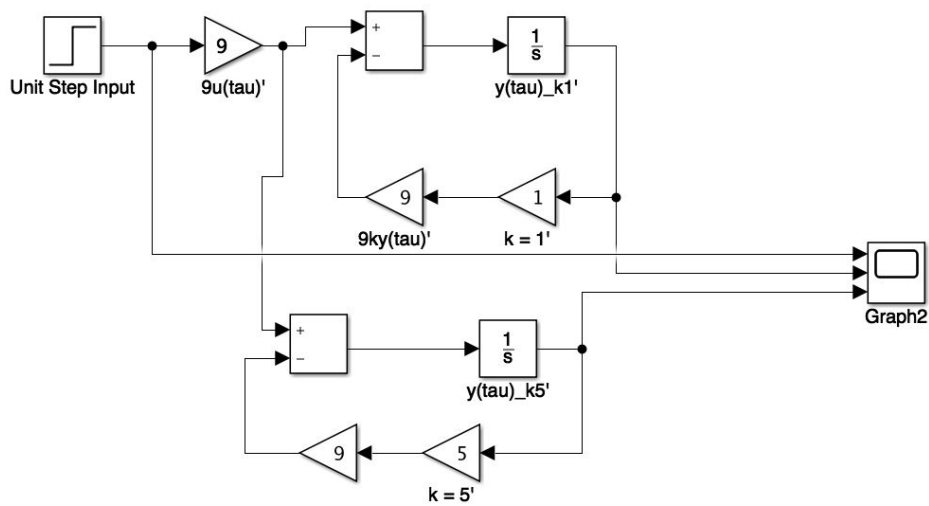 9
+
−
1
s
Unit Step Input
9u(tau)'
y(tau)_k1'
9
1
9ky(tau)'
k = 1'
Graph2
+
−
1
s
y(tau)_k5'
9
5
k = 5'